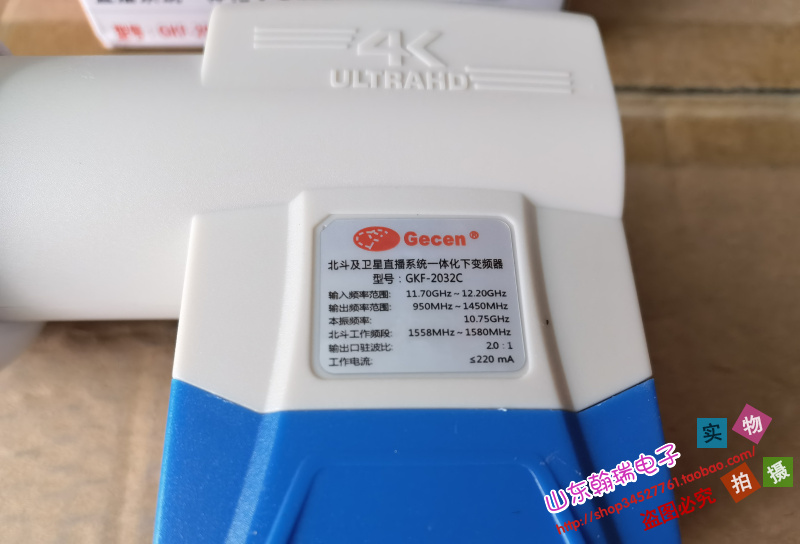 4K
ULTRAHD
Gecen®
北斗及卫星直播系统一体化下变频器
型号：GKF-2032C
输入频率范围: 11.70GHz～12.20GHz
输出频率范围: 950MHz～1450MHz
本振频率: 10.75GHz
北斗工作频段: 1558MHz～1580MHz
输出口驻波比: 2.0：1
工作电流: ≤220 mA
实物
拍摄
山东翰瑞电子
http://shop34527761.taobao.com/
盗图必究